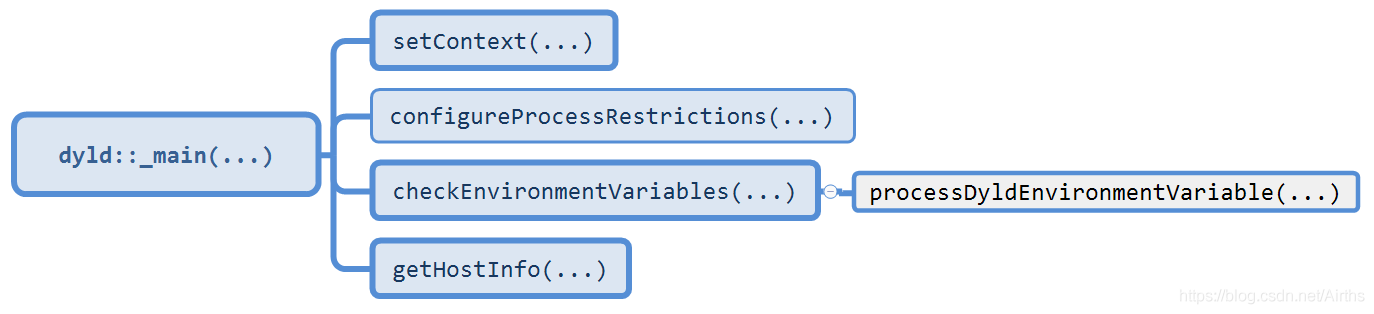 setContext(...)
configureProcessRestrictions(...)
dyld::_main(...)
checkEnvironmentVariables(...)
processDyldEnvironmentVariable(...)
getHostInfo(...)
https://blog.csdn.net/Airths